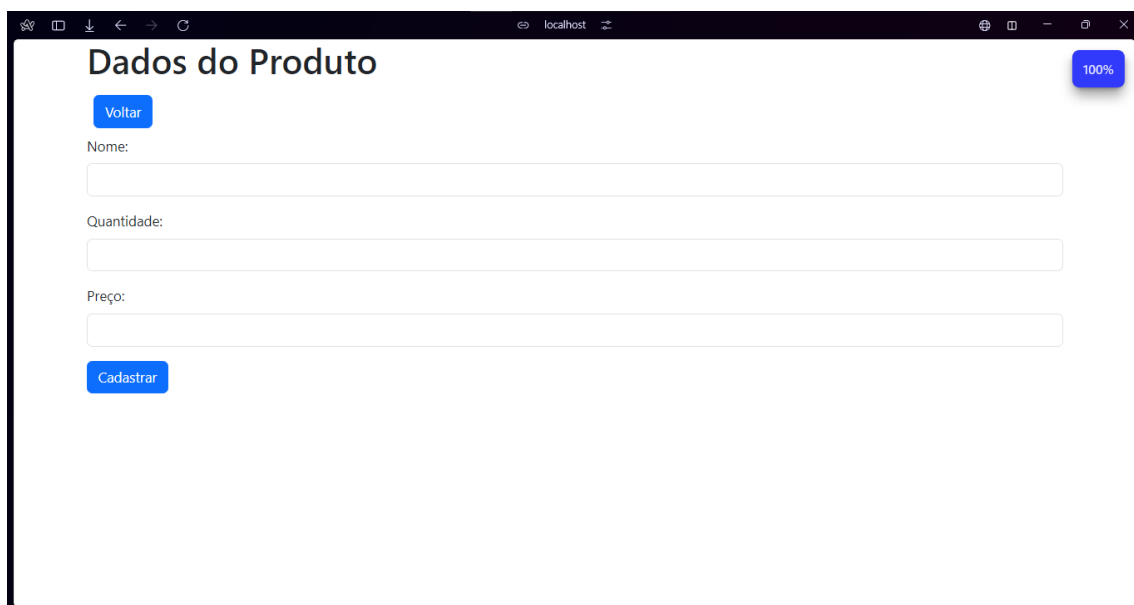 localhost
Dados do Produto
100%
Voltar
Nome:
Quantidade:
Preço:
Cadastrar